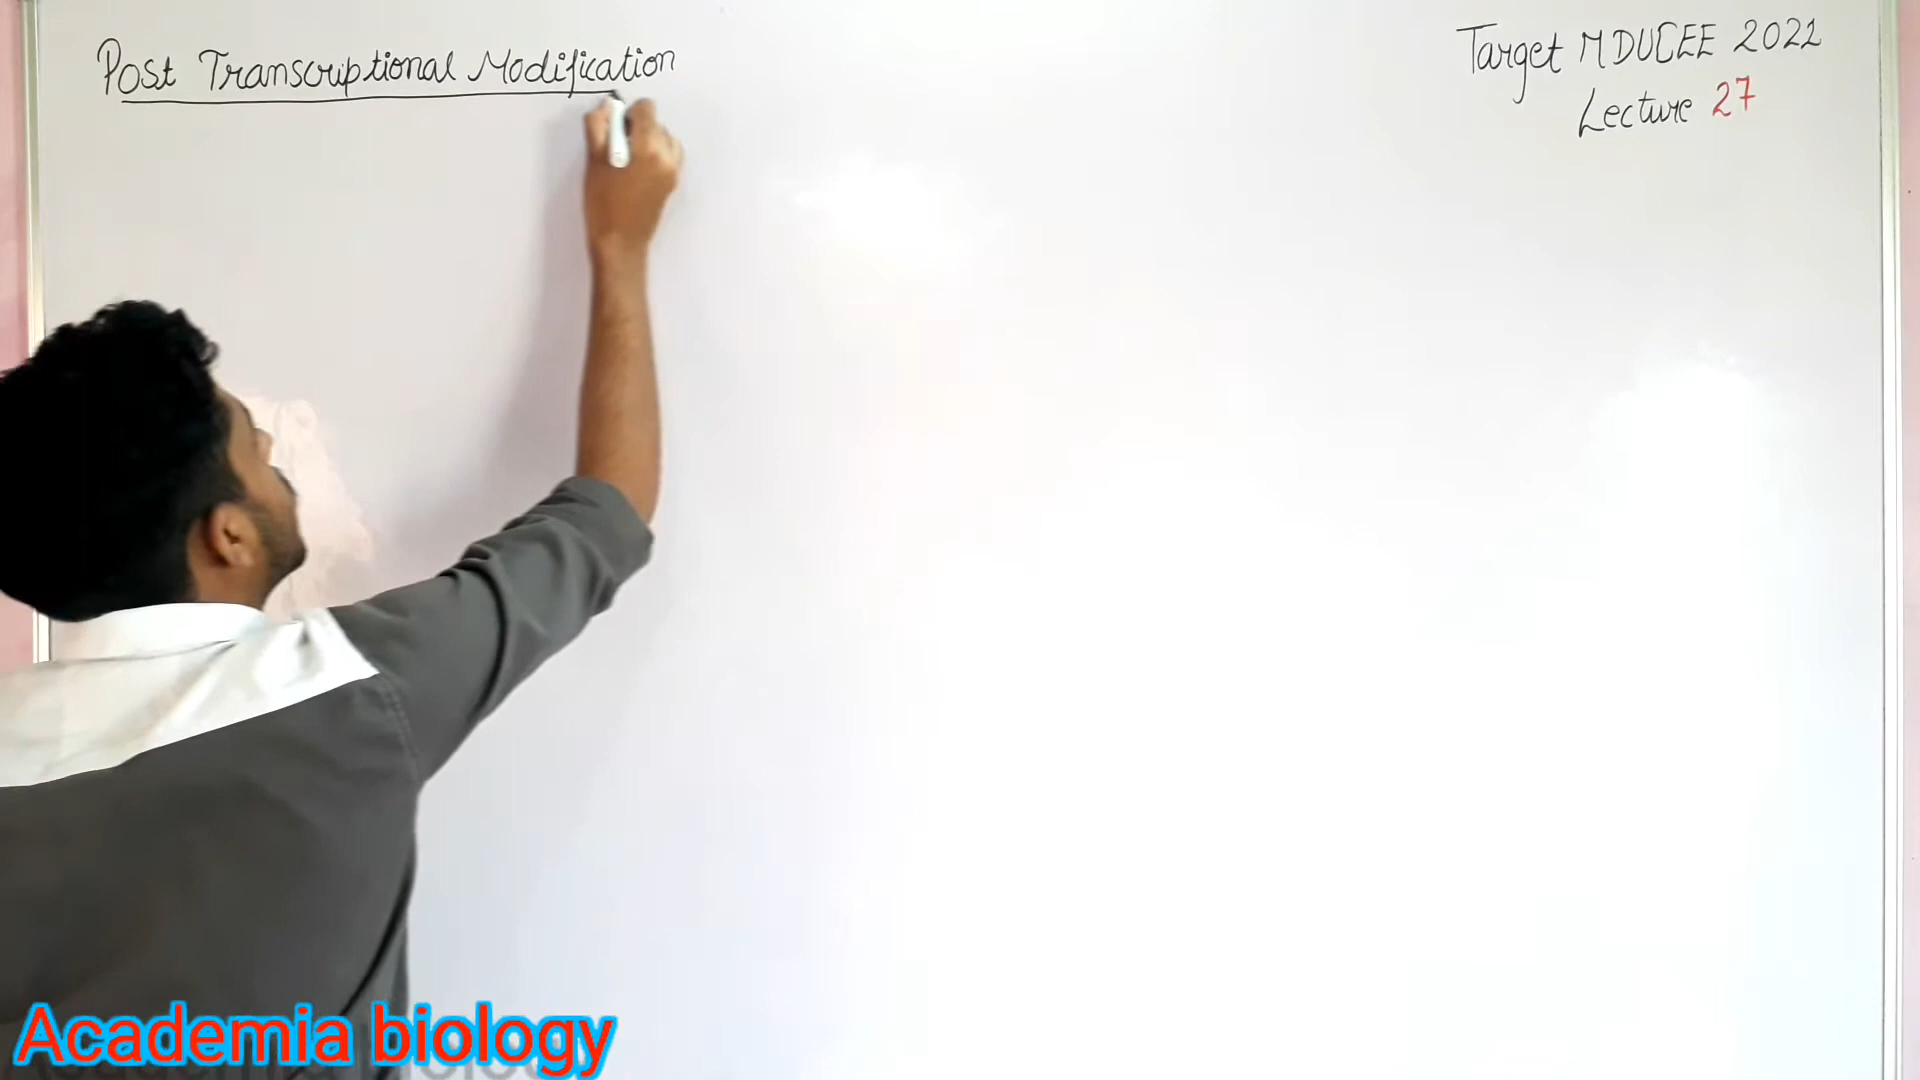 Post Transcriptional Modification
Target MDUCEE 2022
Lecture 27
Academia biology